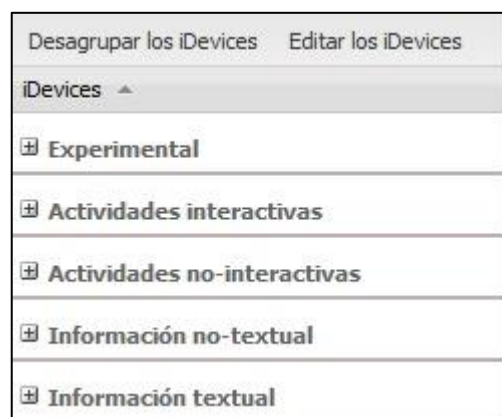 Desagrupar los iDevices Editar los iDevices
iDevices
Experimental
Actividades interactivas
Actividades no-interactivas
Información no-textual
Información textual